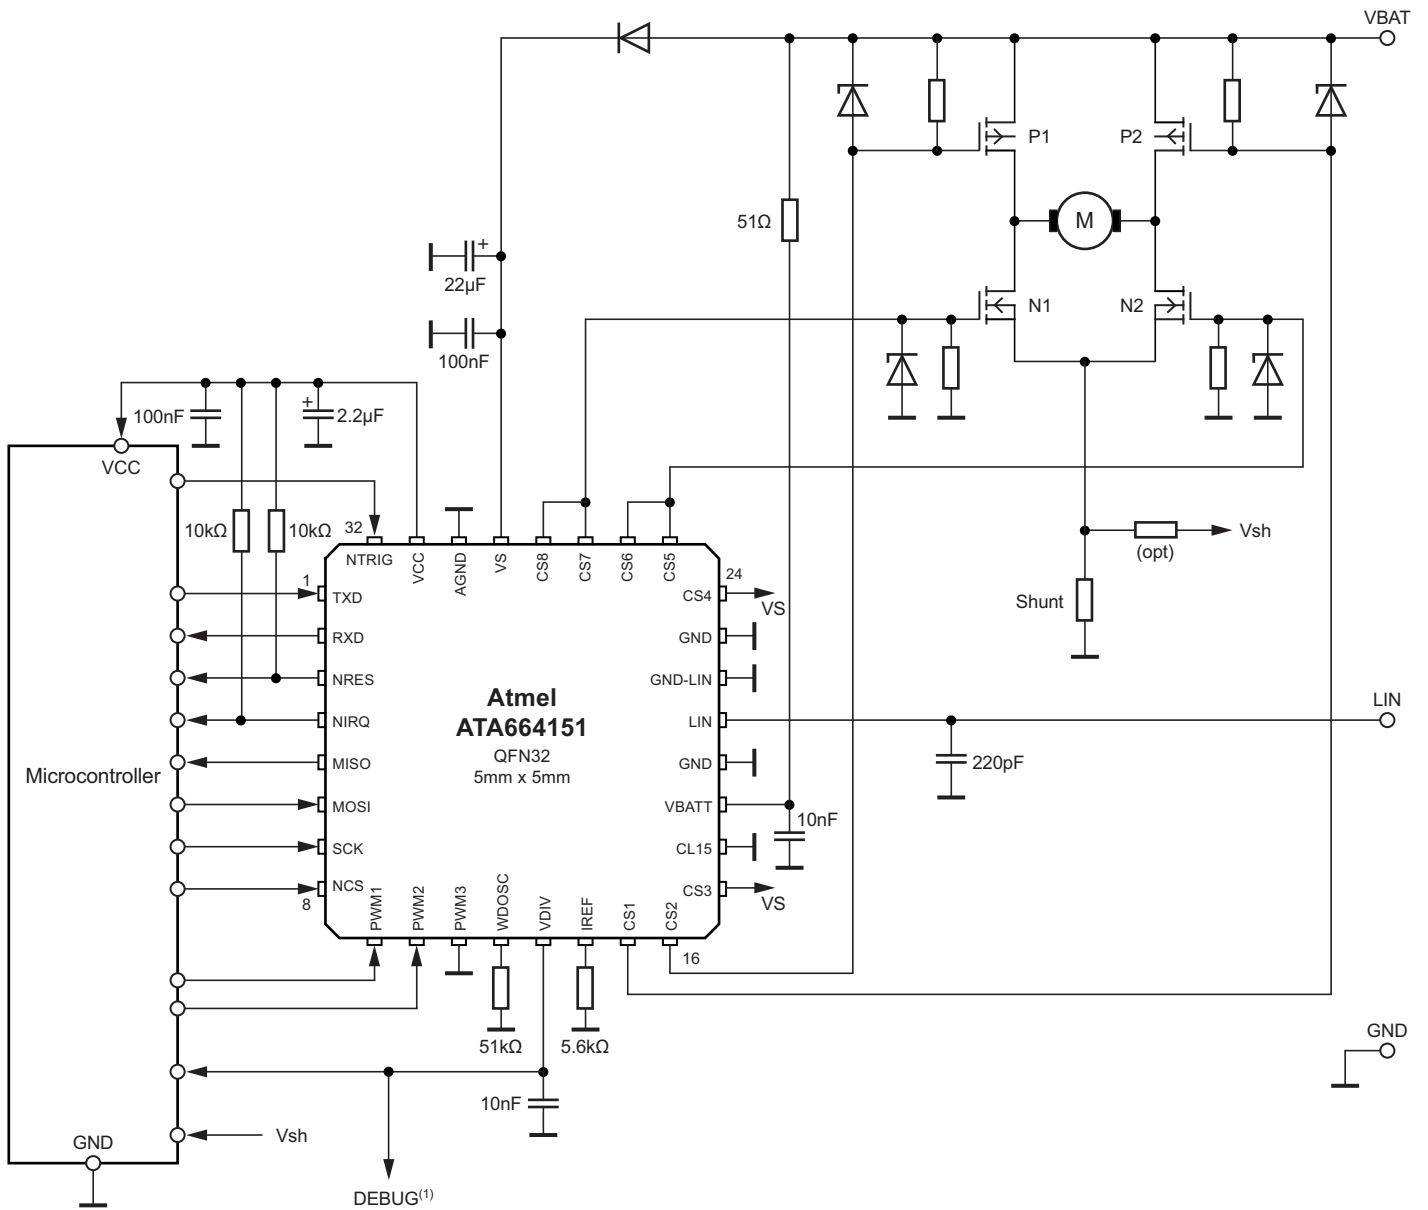 VBAT
P1
P2
51Ω
M
+
22μF
N1
N2
100nF
100nF
+
2.2μF
VCC
10kΩ
10kΩ
32
NTRIG
VCC
AGND
VS
CS8
CS7
CS6
CS5
24
Vsh
(opt)
1
TXD
CS4
VS
Shunt
RXD
GND
NRES
GND-LIN
Atmel
ATA664151
QFN32
5mm x 5mm
LIN
NIRQ
LIN
Microcontroller
MISO
GND
220pF
MOSI
VBATT
10nF
SCK
CL15
NCS
8
CS3
VS
PWM1
PWM2
PWM3
WDOSC
VDIV
IREF
CS1
CS2
16
51kΩ
5.6kΩ
GND
10nF
GND
Vsh
DEBUG(1)